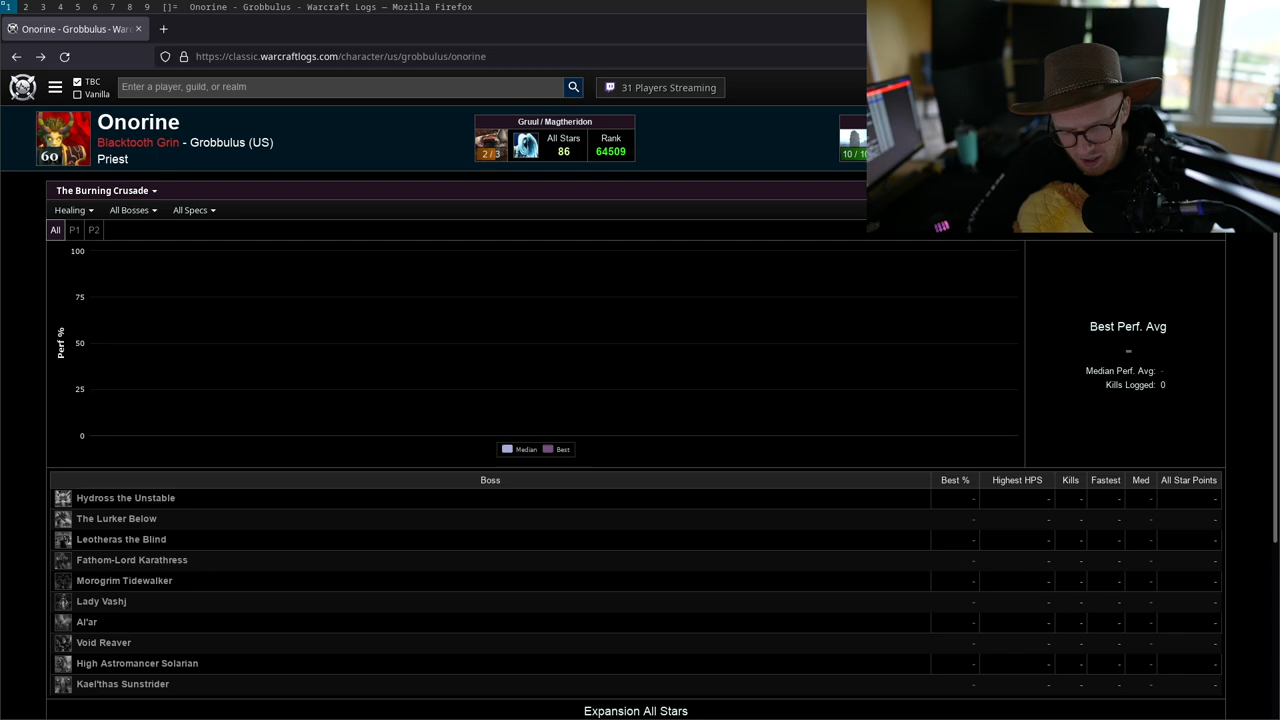 1 2 3 4 5 6 7 8 9 []= Onorine - Grobbulus - Warcraft Logs — Mozilla Firefox
Onorine - Grobbulus - Warc
https://classic.warcraftlogs.com/character/us/grobbulus/onorine
TBC
Vanilla
Enter a player, guild, or realm
31 Players Streaming
Onorine
Blacktooth Grin - Grobbulus (US)
Priest
60
Gruul / Magtheridon
2 / 3
All Stars
86
Rank
64509
10 / 10
The Burning Crusade
Healing All Bosses All Specs
All P1 P2
100
75
50
25
0
Perf %
Median Best
Best Perf. Avg
-
Median Perf. Avg: -
Kills Logged: 0
Boss Best % Highest HPS Kills Fastest Med All Star Points
Hydross the Unstable - - - - - -
The Lurker Below - - - - - -
Leotheras the Blind - - - - - -
Fathom-Lord Karathress - - - - - -
Morogrim Tidewalker - - - - - -
Lady Vashj - - - - - -
Al'ar - - - - - -
Void Reaver - - - - - -
High Astromancer Solarian - - - - - -
Kael'thas Sunstrider - - - - - -
Expansion All Stars